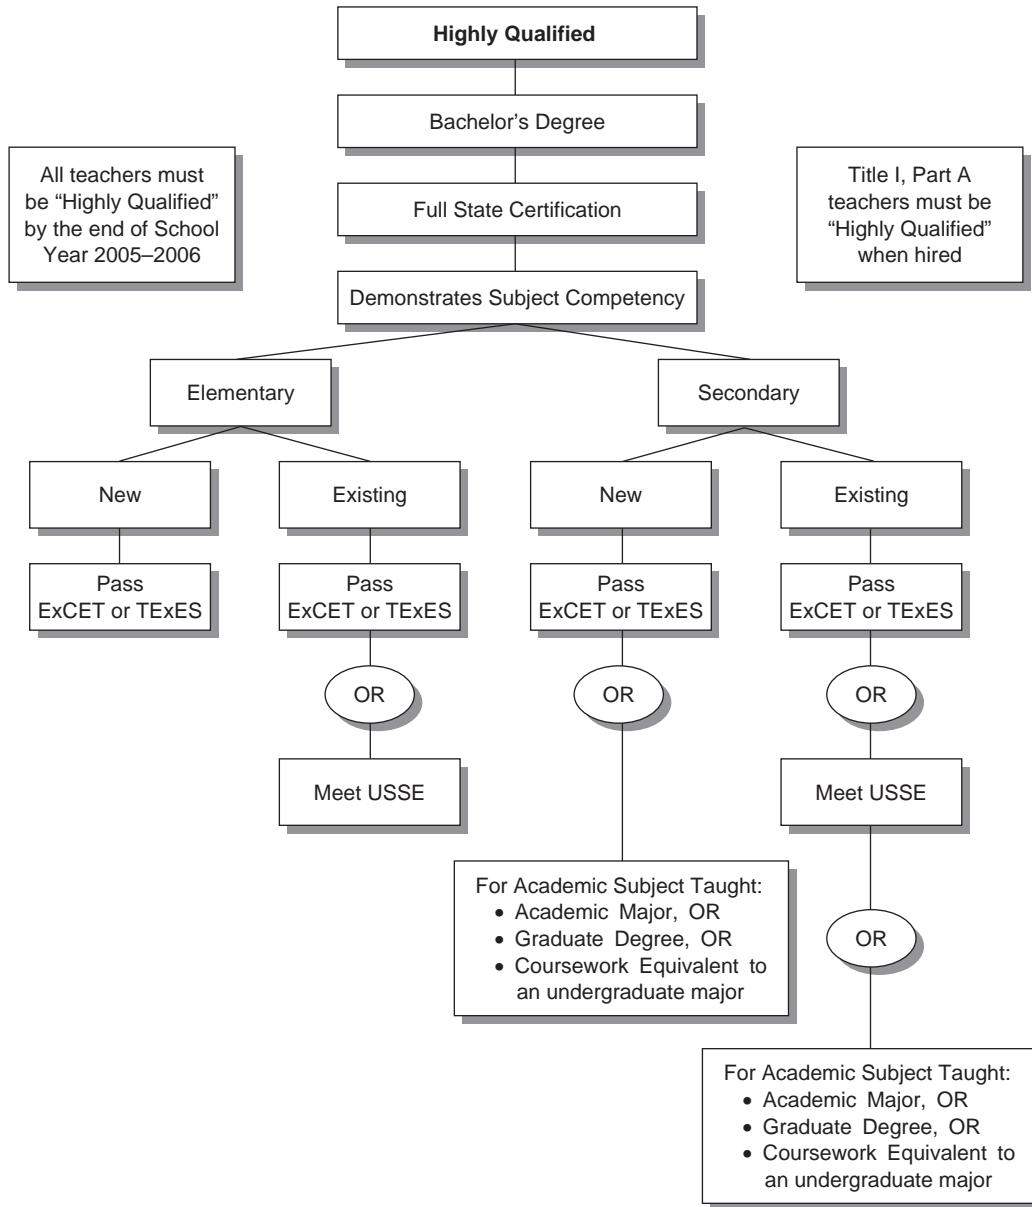 Highly Qualified
Bachelor's Degree
All teachers must
be “Highly Qualified”
by the end of School
Year 2005–2006
Full State Certification
Title I, Part A
teachers must be
“Highly Qualified”
when hired
Demonstrates Subject Competency
Elementary
Secondary
New
Existing
New
Existing
Pass
ExCET or TExES
Pass
ExCET or TExES
Pass
ExCET or TExES
Pass
ExCET or TExES
OR
OR
OR
Meet USSE
Meet USSE
For Academic Subject Taught:
• Academic Major, OR
• Graduate Degree, OR
• Coursework Equivalent to
an undergraduate major
OR
For Academic Subject Taught:
• Academic Major, OR
• Graduate Degree, OR
• Coursework Equivalent to
an undergraduate major